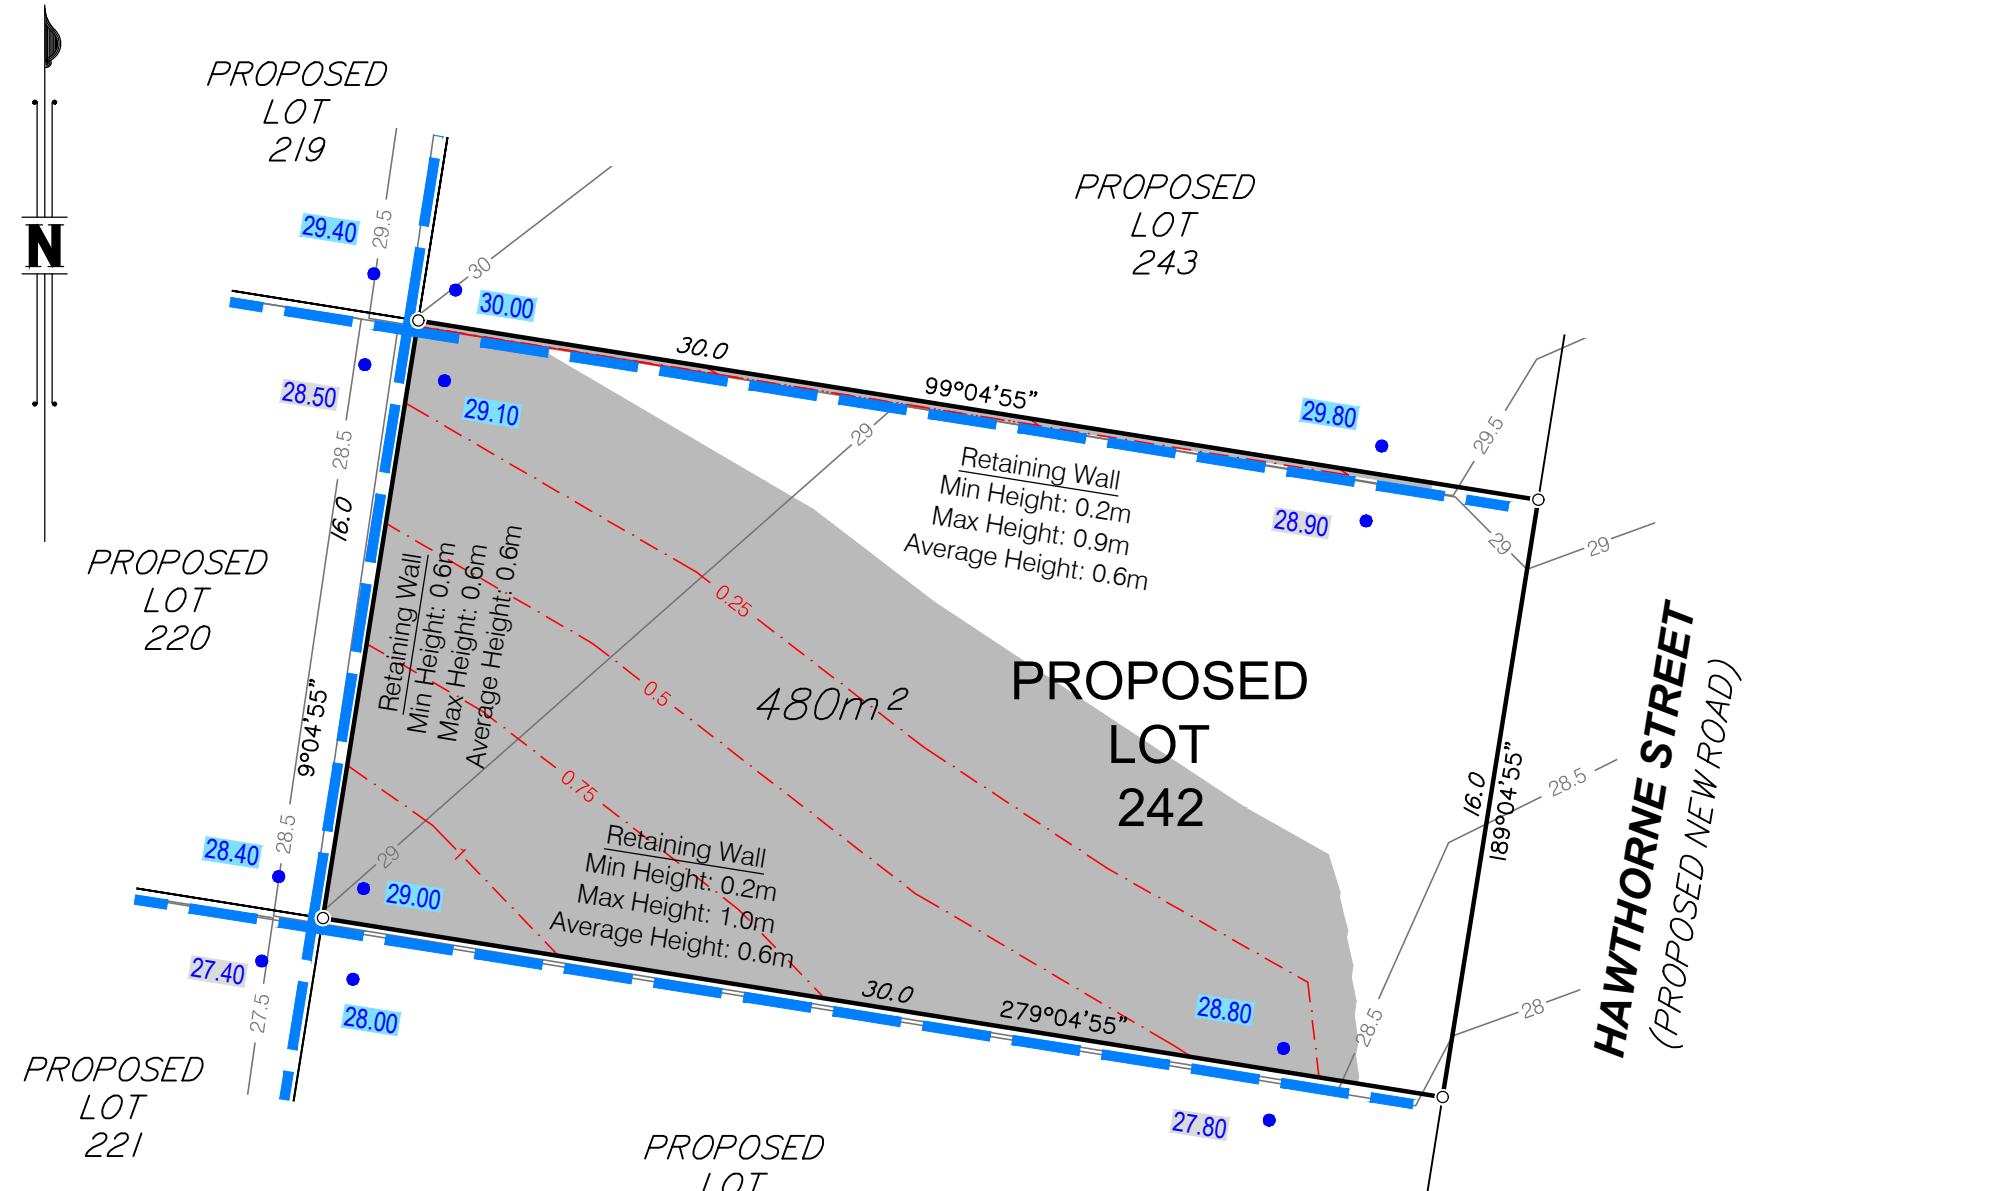 PROPOSED
LOT
219
PROPOSED
LOT
243
N
29.40
29.5
30
30.00
30.0
99°04'55"
28.50
29.10
28.5
29
29.80
29.5
28.90
29
29
Retaining Wall
Min Height: 0.2m
Max Height: 0.9m
Average Height: 0.6m
16.0
PROPOSED
LOT
220
Retaining Wall
Min Height: 0.6m
Max Height: 0.6m
Average Height: 0.6m
0.25
0.5
0.75
1
480m²
PROPOSED
LOT
242
9°04'55"
16.0
189°04'55"
28.5
HAWTHORNE STREET
(PROPOSED NEW ROAD)
28.40
28.5
29
29.00
Retaining Wall
Min Height: 0.2m
Max Height: 1.0m
Average Height: 0.6m
27.40
27.5
28.00
30.0
279°04'55"
28.80
28.5
28
27.80
PROPOSED
LOT
221
PROPOSED
LOT